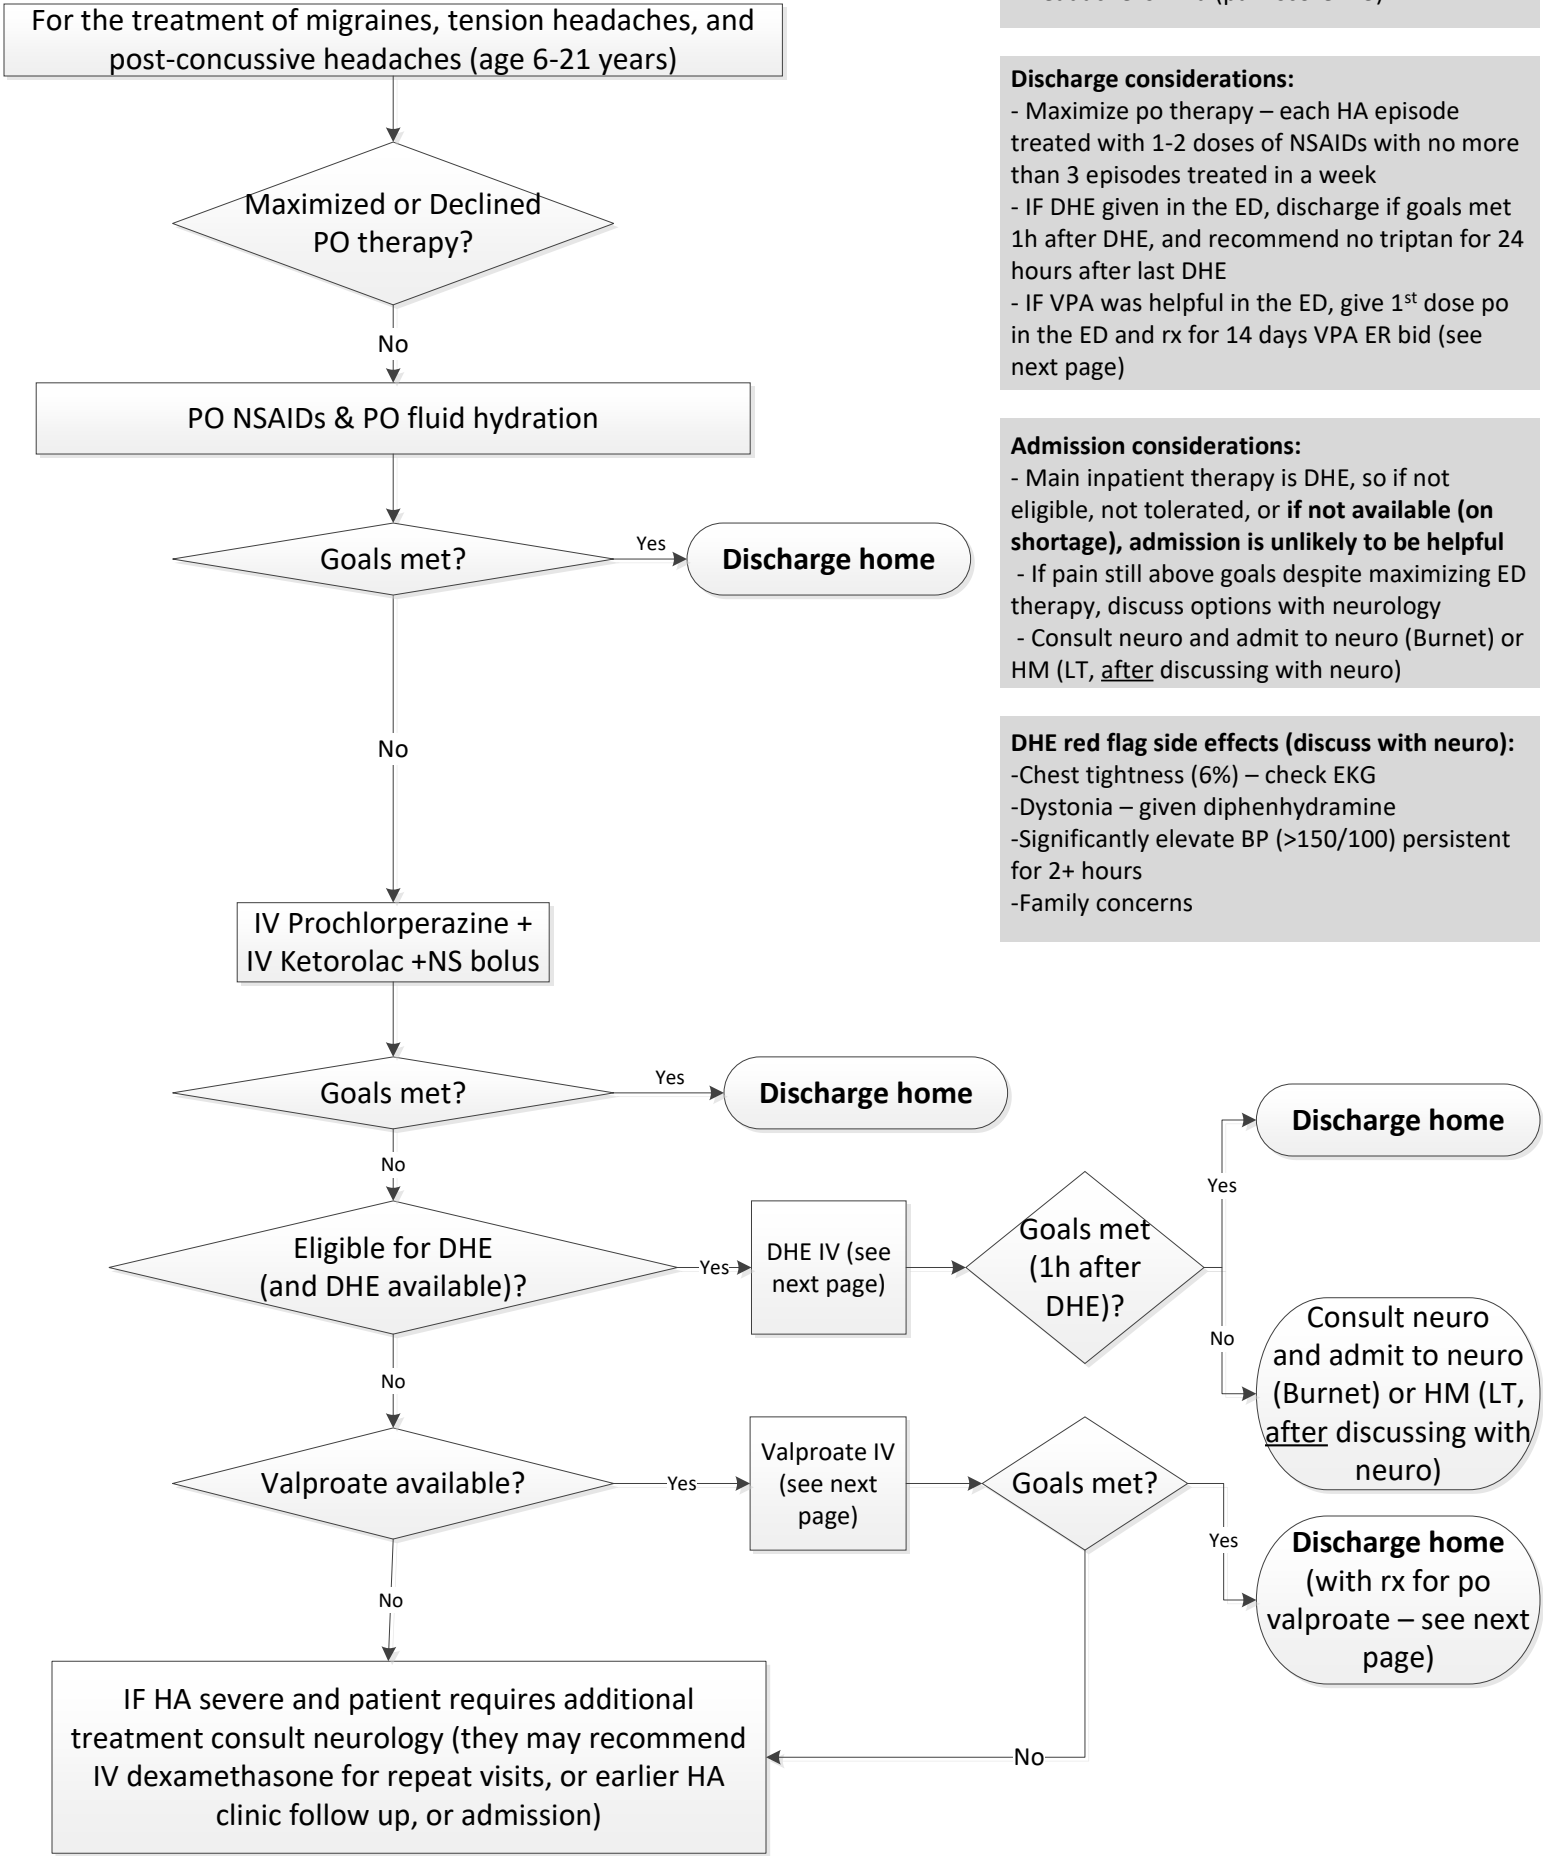 For the treatment of migraines, tension headaches, and
post-concussive headaches (age 6-21 years)
Maximized or Declined
PO therapy?
No
PO NSAIDs & PO fluid hydration
Goals met?
Yes
Discharge home
No
IV Prochlorperazine +
IV Ketorolac +NS bolus
Goals met?
Yes
Discharge home
No
Eligible for DHE
(and DHE available)?
Yes
DHE IV (see
next page)
Goals met
(1h after
DHE)?
Yes
Discharge home
No
Consult neuro
and admit to neuro
(Burnet) or HM (LT,
after discussing with
neuro)
No
Valproate available?
Yes
Valproate IV
(see next
page)
Goals met?
Yes
Discharge home
(with rx for po
valproate – see next
page)
No
No
IF HA severe and patient requires additional
treatment consult neurology (they may recommend
IV dexamethasone for repeat visits, or earlier HA
clinic follow up, or admission)
Discharge considerations:
- Maximize po therapy – each HA episode
treated with 1-2 doses of NSAIDs with no more
than 3 episodes treated in a week
- IF DHE given in the ED, discharge if goals met
1h after DHE, and recommend no triptan for 24
hours after last DHE
- IF VPA was helpful in the ED, give 1st dose po
in the ED and rx for 14 days VPA ER bid (see
next page)
Admission considerations:
- Main inpatient therapy is DHE, so if not
eligible, not tolerated, or if not available (on
shortage), admission is unlikely to be helpful
- If pain still above goals despite maximizing ED
therapy, discuss options with neurology
- Consult neuro and admit to neuro (Burnet) or
HM (LT, after discussing with neuro)
DHE red flag side effects (discuss with neuro):
-Chest tightness (6%) – check EKG
-Dystonia – given diphenhydramine
-Significantly elevate BP (>150/100) persistent
for 2+ hours
-Family concerns